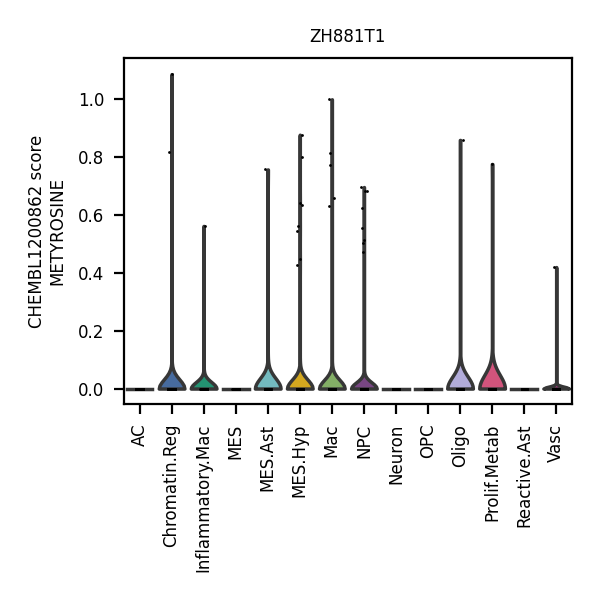 ZH881T1
CHEMBL1200862 score
METYROSINE
1.0
0.8
0.6
0.4
0.2
0.0
AC
Chromatin.Reg
Inflammatory.Mac
MES
MES.Ast
MES.Hyp
Mac
NPC
Neuron
OPC
Oligo
Prolif.Metab
Reactive.Ast
Vasc